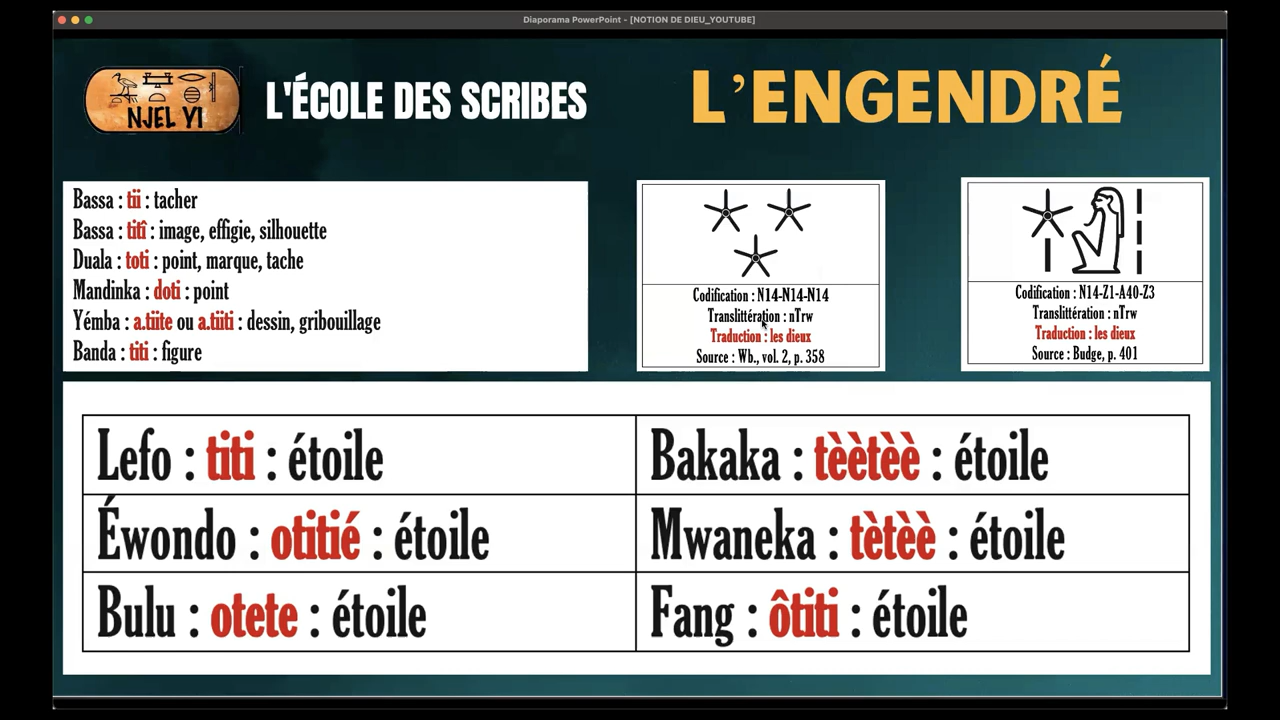 Diaporama PowerPoint - [NOTION DE DIEU_YOUTUBE]
NJEL YI
L'ÉCOLE DES SCRIBES
L’ENGENDRÉ
Bassa : tii : tacher
Bassa : titî : image, effigie, silhouette
Duala : toti : point, marque, tache
Mandinka : doti : point
Yémba : a.tiite ou a.tiiti : dessin, gribouillage
Banda : titi : figure
Codification : N14-N14-N14
Translittération : nTrw
Traduction : les dieux
Source : Wb., vol. 2, p. 358
Codification : N14-Z1-A40-Z3
Translittération : nTrw
Traduction : les dieux
Source : Budge, p. 401
Lefo : titi : étoile
Bakaka : tèètèè : étoile
Éwondo : otitié : étoile
Mwaneka : tètèè : étoile
Bulu : otete : étoile
Fang : ôtiti : étoile